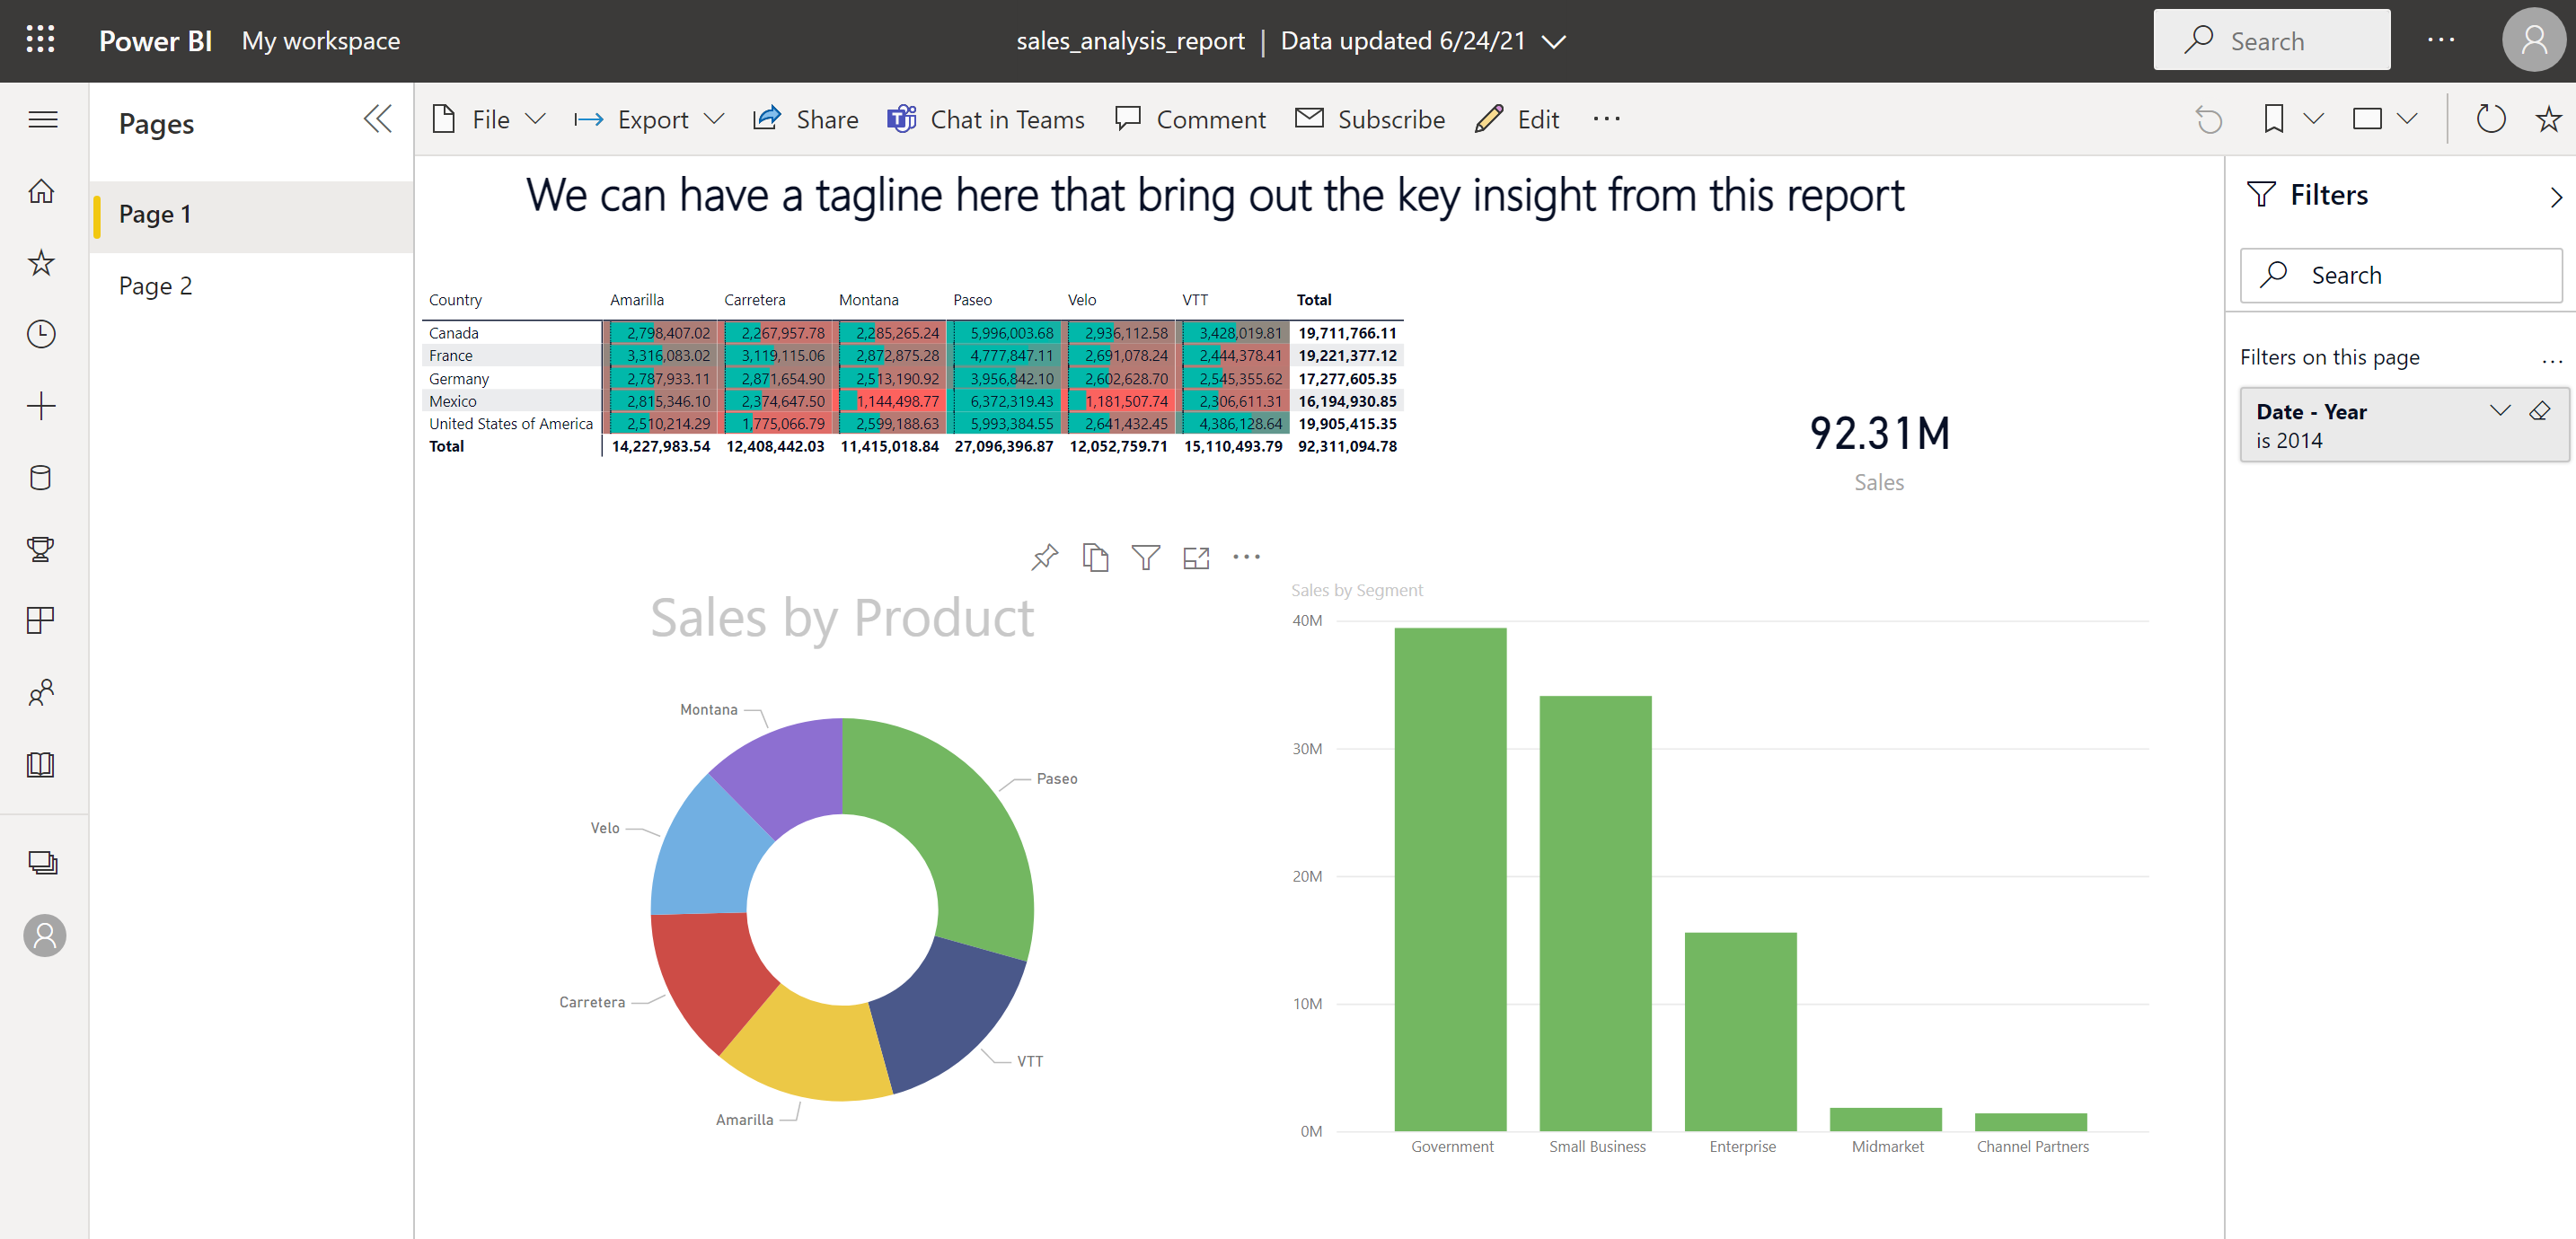 Power BI My workspace
sales_analysis_report | Data updated 6/24/21
Search
Pages
File Export Share Chat in Teams Comment Subscribe Edit
Page 1
Page 2
We can have a tagline here that bring out the key insight from this report
Country Amarilla Carretera Montana Paseo Velo VTT Total
Canada 2,798,407.02 2,267,957.78 2,285,265.24 5,996,003.68 2,936,112.58 3,428,019.81 19,711,766.11
France 3,316,083.02 3,119,115.06 2,872,875.28 4,777,847.11 2,691,078.24 2,444,378.41 19,221,377.12
Germany 2,787,933.11 2,871,654.90 2,513,190.92 3,956,842.10 2,602,628.70 2,545,355.62 17,277,605.35
Mexico 2,815,346.10 2,374,647.50 1,144,498.77 6,372,319.43 1,181,507.74 2,306,611.31 16,194,930.85
United States of America 2,510,214.29 1,775,066.79 2,599,188.63 5,993,384.55 2,641,432.45 4,386,128.64 19,905,415.35
Total 14,227,983.54 12,408,442.03 11,415,018.84 27,096,396.87 12,052,759.71 15,110,493.79 92,311,094.78
92.31M
Sales
Sales by Product
Montana
Paseo
Velo
Carretera
VTT
Amarilla
Sales by Segment
40M
30M
20M
10M
0M
Government Small Business Enterprise Midmarket Channel Partners
Filters
Search
Filters on this page
Date - Year
is 2014